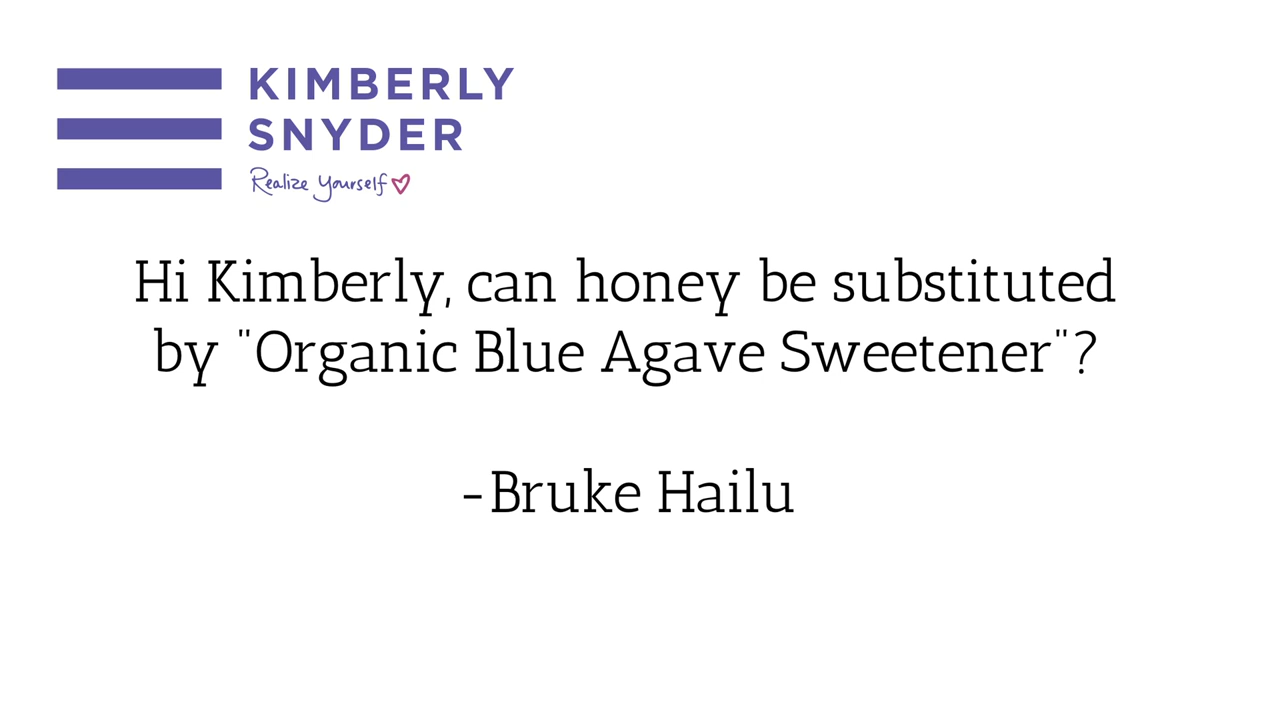 KIMBERLY
SNYDER
Realize Yourself
Hi Kimberly, can honey be substituted
by "Organic Blue Agave Sweetener"?
-Bruke Hailu